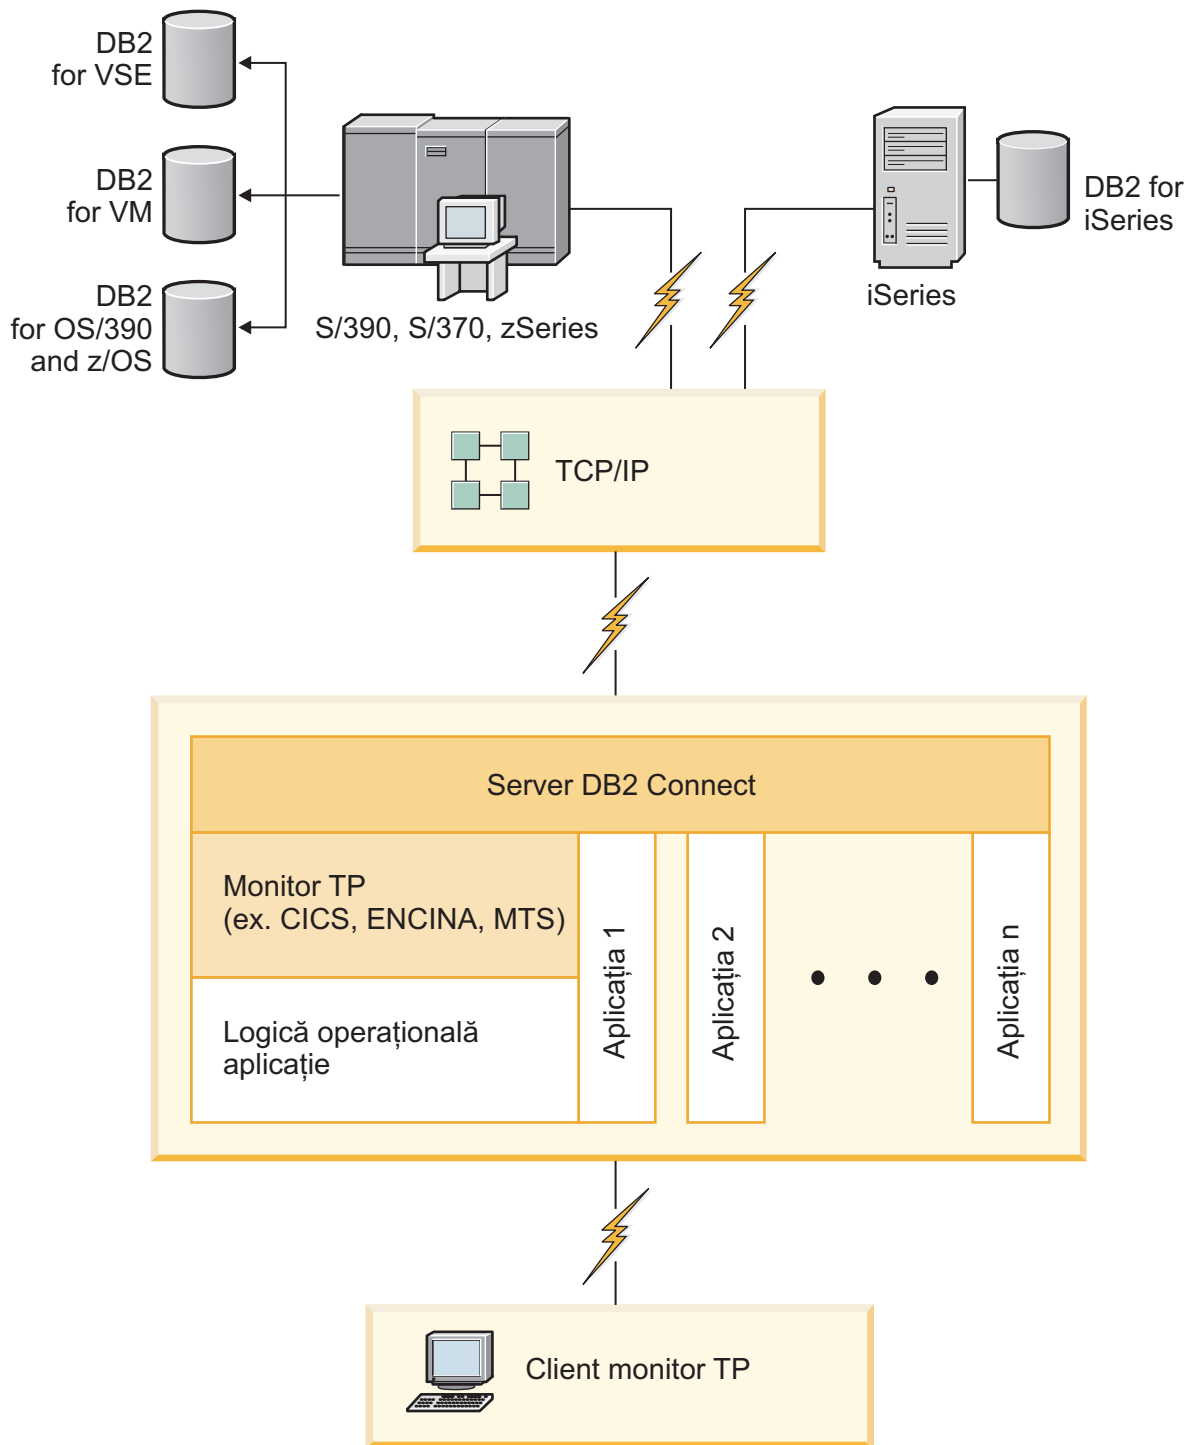 DB2
for VSE
DB2
for VM
DB2
for OS/390
and z/OS
S/390, S/370, zSeries
iSeries
DB2 for
iSeries
TCP/IP
Server DB2 Connect
Monitor TP
(ex. CICS, ENCINA, MTS)
Logică operațională
aplicație
Aplicația 1
Aplicația 2
Aplicația n
Client monitor TP